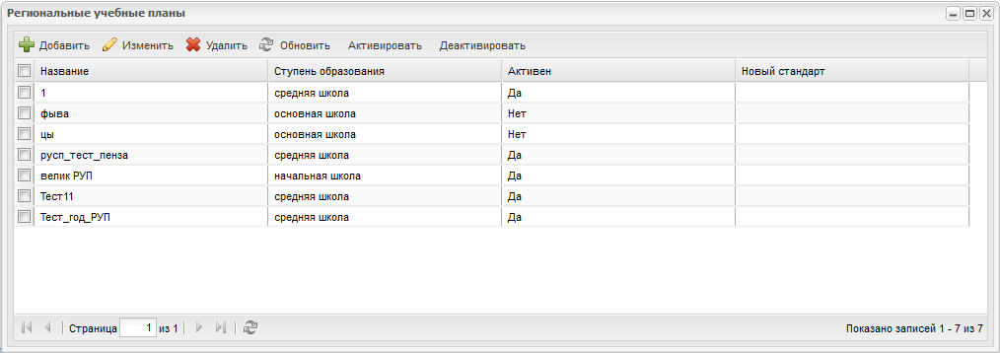 Региональные учебные планы
Добавить Изменить Удалить Обновить Активировать Деактивировать
Название Ступень образования Активен Новый стандарт
1 средняя школа Да
фыва основная школа Нет
цы основная школа Нет
русп_тест_пенза средняя школа Да
велик РУП начальная школа Да
Тест11 средняя школа Да
Тест_год_РУП средняя школа Да
Страница 1 из 1 Показано записей 1 - 7 из 7